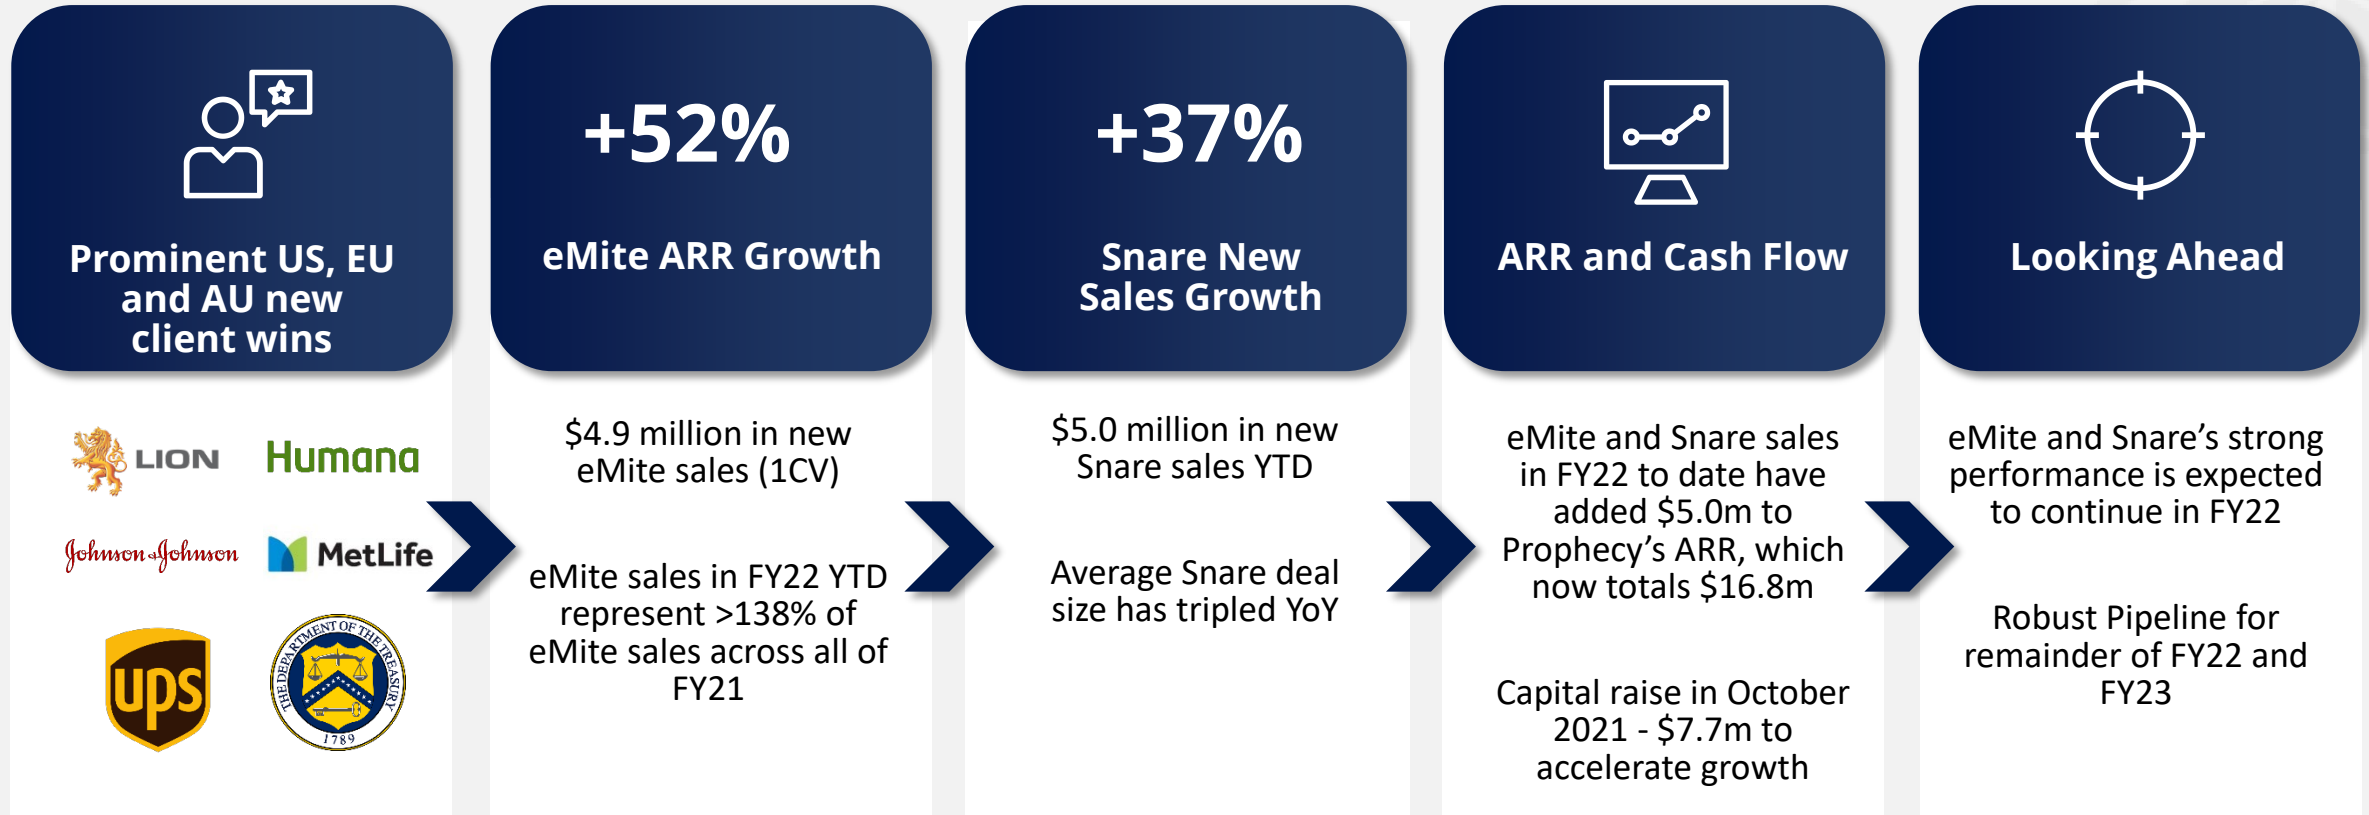 Prominent US, EU
and AU new
client wins
LION
Humana
Johnson&Johnson
MetLife
ups
THE DEPARTMENT OF THE TREASURY
1789
+52%
eMite ARR Growth
$4.9 million in new
eMite sales (1CV)
eMite sales in FY22 YTD
represent >138% of
eMite sales across all of
FY21
+37%
Snare New
Sales Growth
$5.0 million in new
Snare sales YTD
Average Snare deal
size has tripled YoY
ARR and Cash Flow
eMite and Snare sales
in FY22 to date have
added $5.0m to
Prophecy’s ARR, which
now totals $16.8m
Capital raise in October
2021 - $7.7m to
accelerate growth
Looking Ahead
eMite and Snare’s strong
performance is expected
to continue in FY22
Robust Pipeline for
remainder of FY22 and
FY23